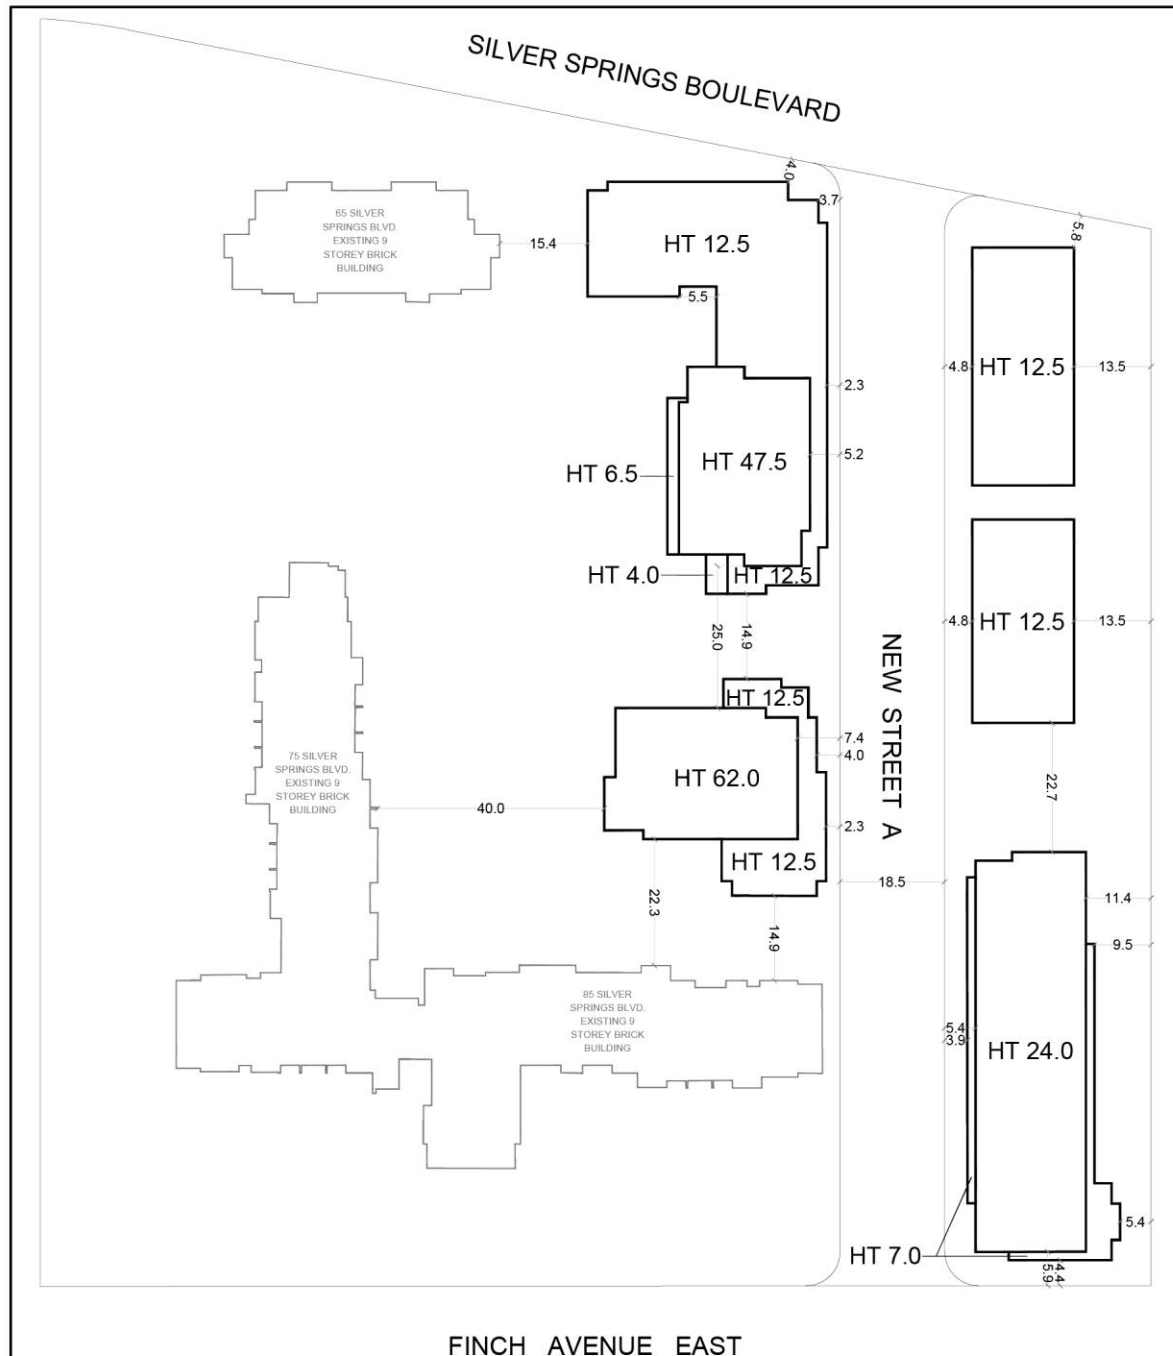 SILVER SPRINGS BOULEVARD
4.0
3.7
65 SILVER
SPRINGS BLVD.
EXISTING 9
STOREY BRICK
BUILDING
15.4
HT 12.5
5.8
5.5
4.8
HT 12.5
13.5
2.3
HT 6.5
HT 47.5
5.2
HT 4.0
HT 12.5
25.0
14.9
4.8
HT 12.5
13.5
NEW STREET A
HT 12.5
7.4
4.0
75 SILVER
SPRINGS BLVD.
EXISTING 9
STOREY BRICK
BUILDING
40.0
HT 62.0
22.7
2.3
HT 12.5
18.5
22.3
14.9
11.4
9.5
85 SILVER
SPRINGS BLVD.
EXISTING 9
STOREY BRICK
BUILDING
5.4
3.9
HT 24.0
5.4
HT 7.0
5.9
4.4
FINCH AVENUE EAST